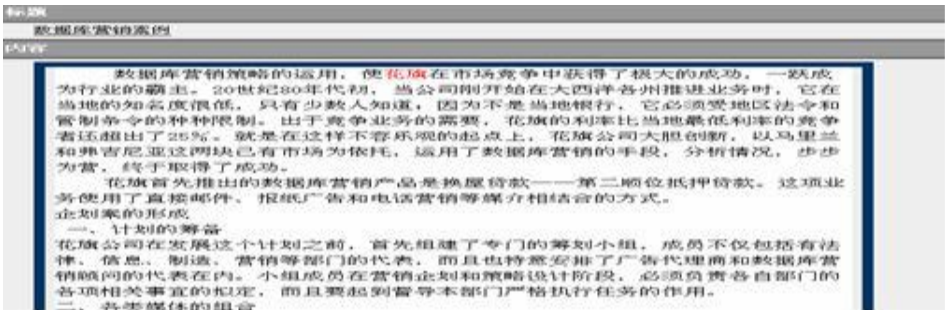 标题
数据库营销案例
内容
数据库营销策略的运用，使花旗在市场竞争中获得了极大的成功，一跃成
为行业的霸主。20世纪80年代初，当公司刚开始在大西洋各州推进业务时，它在
当地的知名度很低，只有少数人知道，因为不是当地银行，它必须受地区法令和
管制条令的种种限制。由于竞争业务的需要，花旗的利率比当地最低利率的竞争
者还超出了25%。就是在这样不容乐观的起点上，花旗公司大胆创新，以马里兰
和弗吉尼亚这两块已有市场为依托，运用了数据库营销的手段，分析情况，步步
为营，终于取得了成功。
花旗首先推出的数据库营销产品是换屋贷款——第二顺位抵押贷款。这项业
务使用了直接邮件、报纸广告和电话营销等媒介相结合的方式。
企划案的形成
一、计划的筹备
花旗公司在发展这个计划之前，首先组建了专门的筹划小组，成员不仅包括有法
律、信息、制造、营销等部门的代表，而且也特意安排了广告代理商和数据库营
销顾问的代表在内。小组成员在营销企划和策略设计阶段，必须负责各自部门的
各项相关事宜的拟定，而且要起到督导本部门严格执行任务的作用。
二、各类媒体的组合